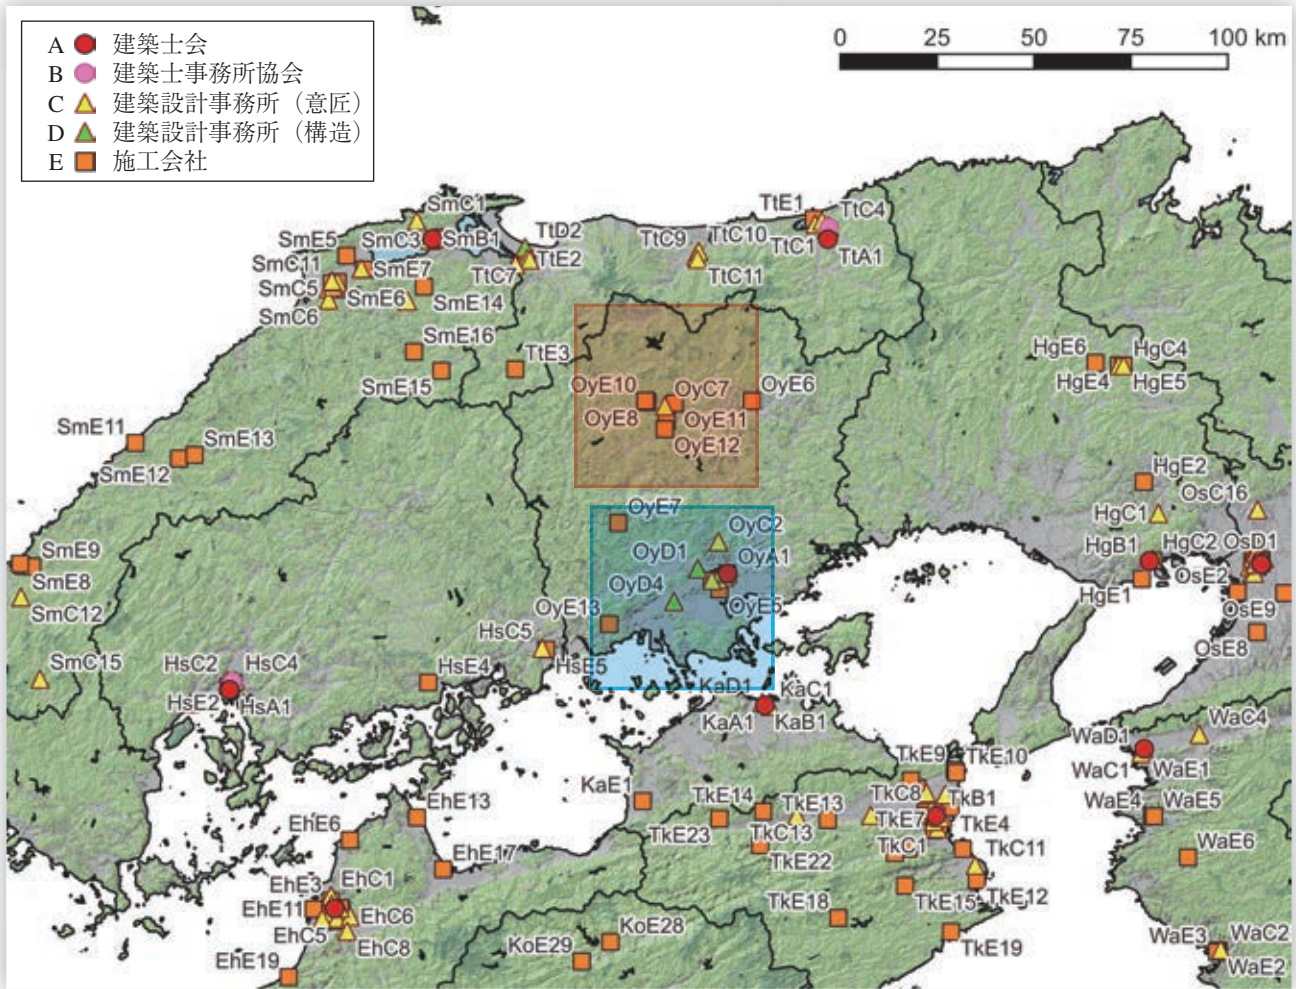 A 建築士会
B 建築士事務所協会
C 建築設計事務所（意匠）
D 建築設計事務所（構造）
E 施工会社
0 25 50 75 100 km
SmC1
SmE5 SmC3 SmB1
SmC11 SmE7
SmC5 SmE6 SmE14
SmC6
SmE16
SmE15
TtD2
TtC7 TtE2
TtE3
TtC9 TtC10
TtC11
TtE1 TtC4
TtC1 TtA1
OyE10 OyC7 OyE6
OyE8 OyE11
OyE12
HgE6 HgC4
HgE4 HgE5
SmE11 SmE13
SmE12
HgE2
OsC16
HgC1
OyE7 OyC2
OyD1 OyA1
OyD4
OyE13 OyE5
HgB1 HgC2 OsD1
OsE2
HgE1 OsE9
OsE8
SmE9
SmE8
SmC12
SmC15
HsC2 HsC4
HsE2 HsA1
HsE4
HsC5
HsE5
KaD1 KaC1
KaA1 KaB1
WaC4
WaD1
WaC1 WaE1
WaE4 WaE5
WaE6
KaE1
TkE9 TkE10
TkC8 TkB1
TkE14 TkE13
TkE7 TkE4
TkE23 TkC13 TkC1 TkC11
TkE22
TkE18 TkE15 TkE12
TkE19
EhE13
EhE6
EhE17
EhE3 EhC1
EhE11 EhC6
EhC5 EhC8
EhE19
KoE28
KoE29
WaE3 WaC2
WaE2